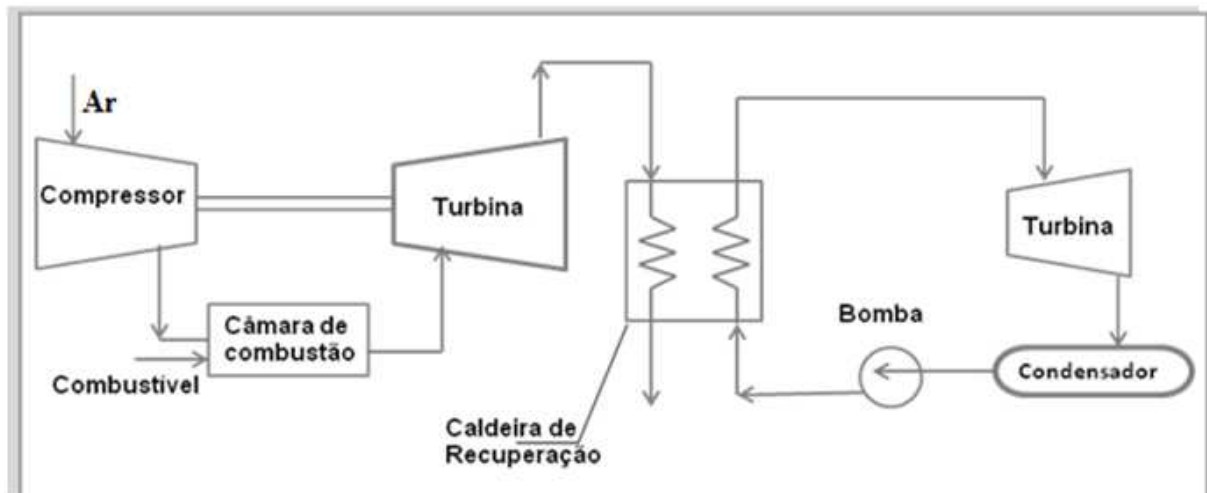 Ar
Compressor
Turbina
Câmara de
combustão
Combustível
Turbina
Bomba
Condensador
Caldeira de
Recuperação